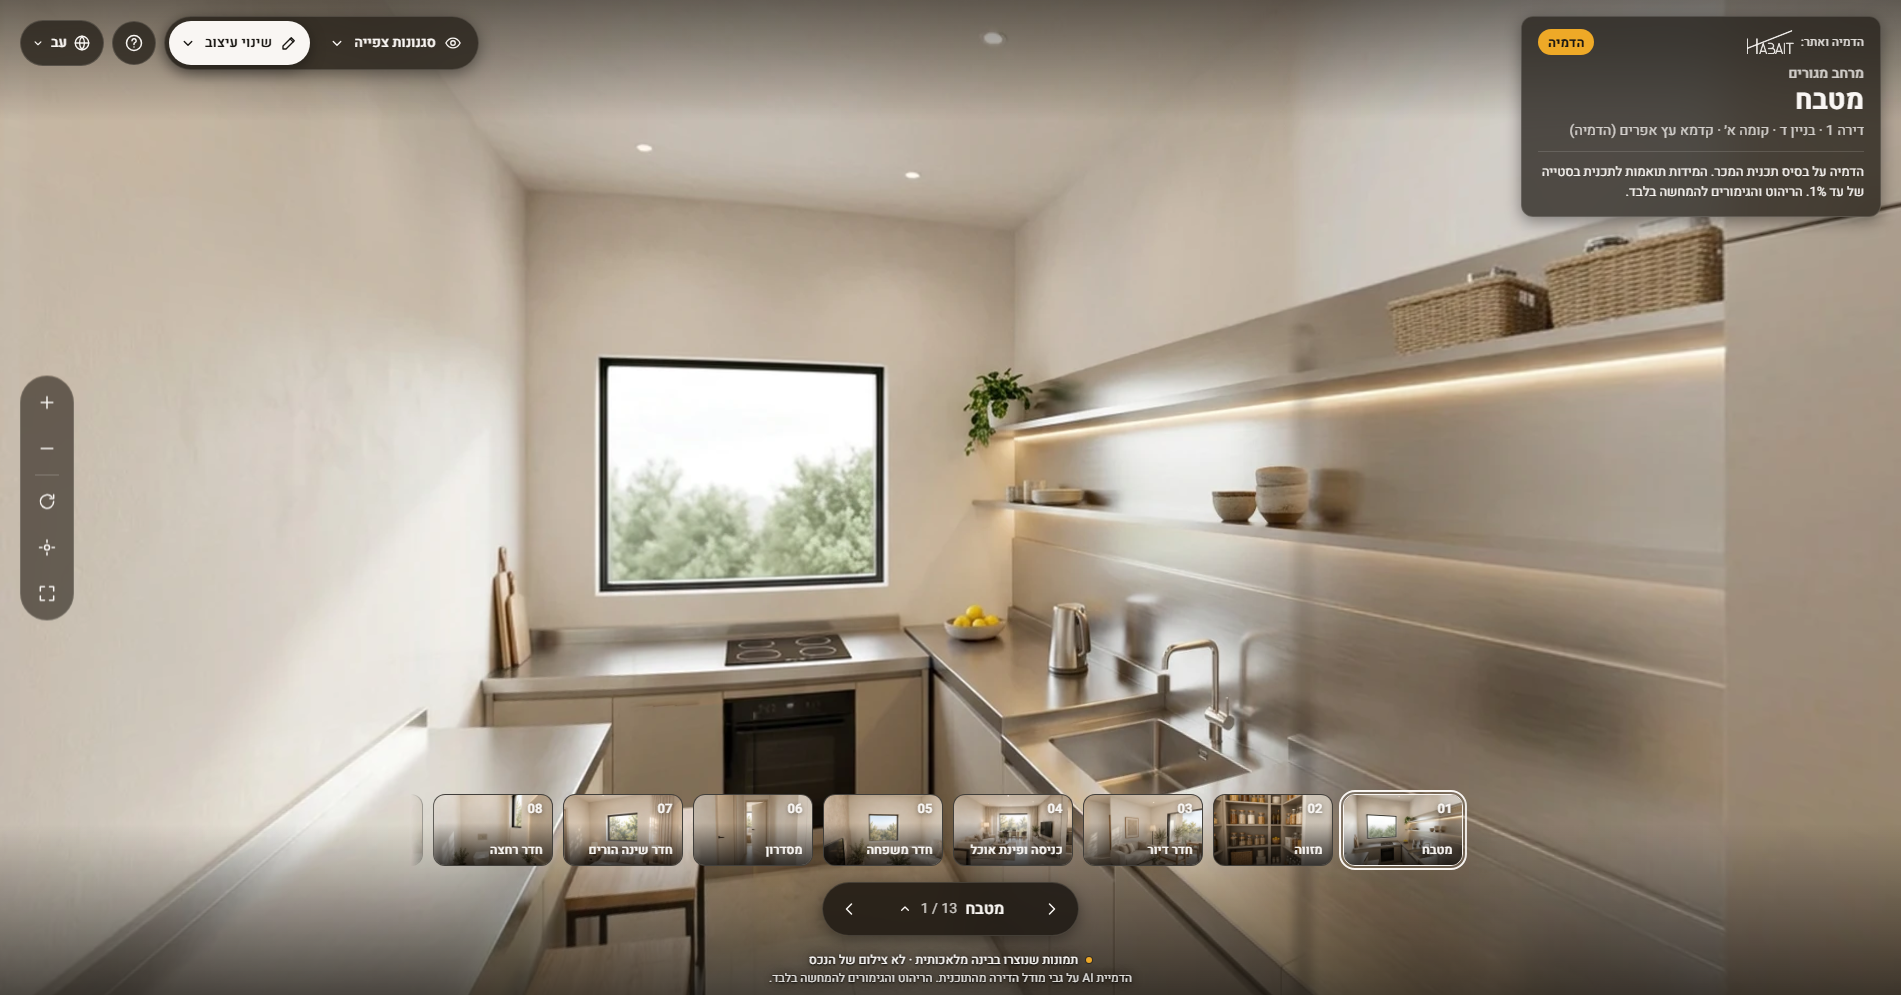 הדמיה ואתר: HABAIT
הדמיה
מרחב מגורים
מטבח
דירה 1 · בניין ד · קומה א' · קדמא עץ אפרים (הדמיה)
הדמיה על בסיס תכנית המכר. המידות תואמות לתכנית בסטייה
של עד 1%. הריהוט והגימורים להמחשה בלבד.
סגנונות צפייה
שינוי עיצוב
עב
01
מטבח
02
מזווה
03
חדר דיור
04
כניסה ופינת אוכל
05
חדר משפחה
06
מסדרון
07
חדר שינה הורים
08
חדר רחצה
מטבח 1 / 13
תמונות שנוצרו בבינה מלאכותית · לא צילום של הנכס
הדמיית AI על גבי מודל הדירה מהתוכנית. הריהוט והגימורים להמחשה בלבד.